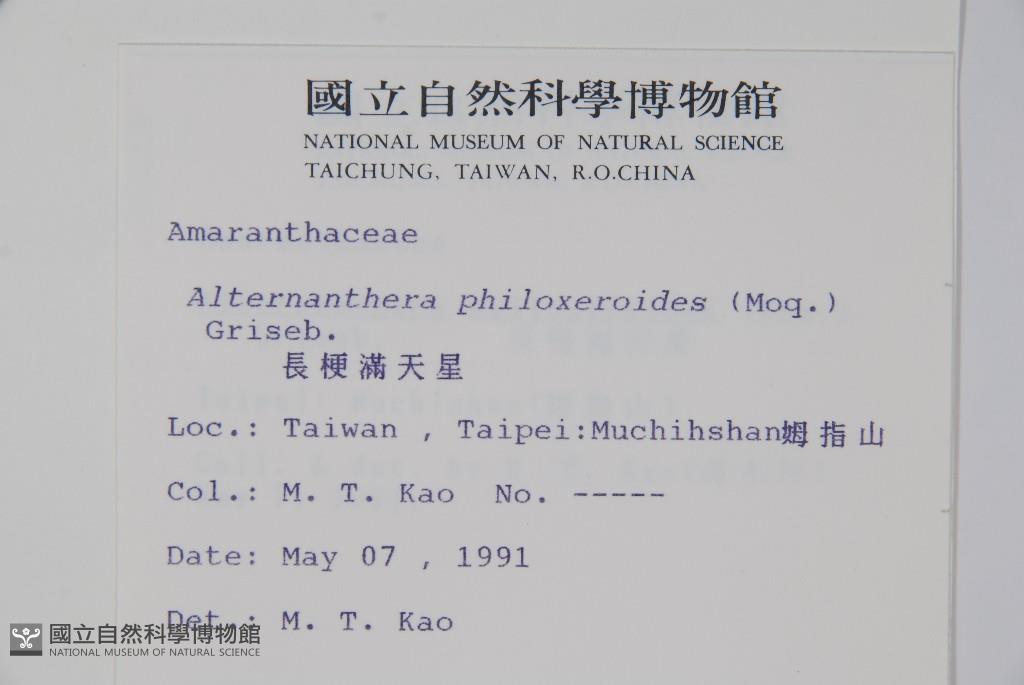 國立自然科學博物館
NATIONAL MUSEUM OF NATURAL SCIENCE
TAICHUNG, TAIWAN, R.O.CHINA
Amaranthaceae
Alternanthera philoxeroides (Moq.)
Griseb.
長梗滿天星
Loc.: Taiwan , Taipei:Muchihshan姆指山
Col.: M. T. Kao No. -----
Date: May 07 , 1991
Det.: M. T. Kao
國立自然科學博物館
NATIONAL MUSEUM OF NATURAL SCIENCE